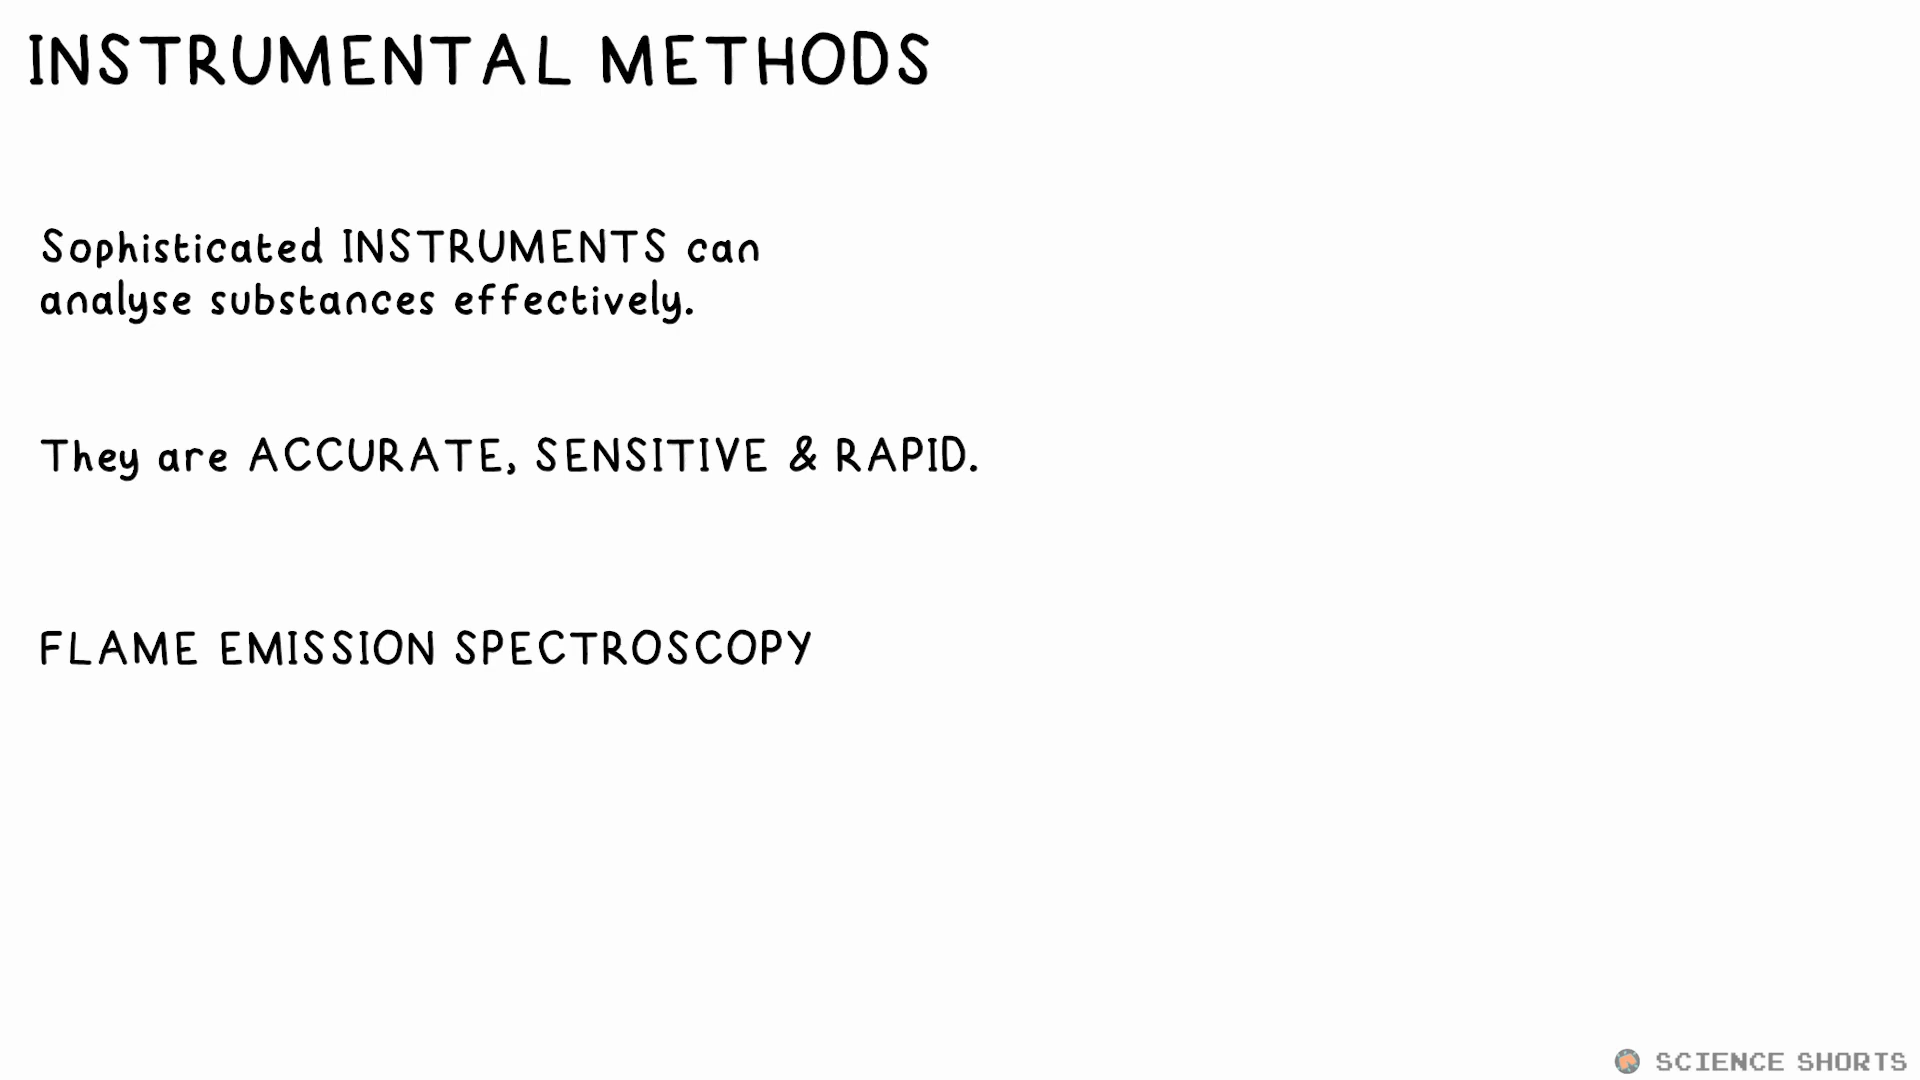 INSTRUMENTAL METHODS
Sophisticated INSTRUMENTS can
analyse substances effectively.
They are ACCURATE, SENSITIVE & RAPID.
FLAME EMISSION SPECTROSCOPY
SCIENCE SHORTS